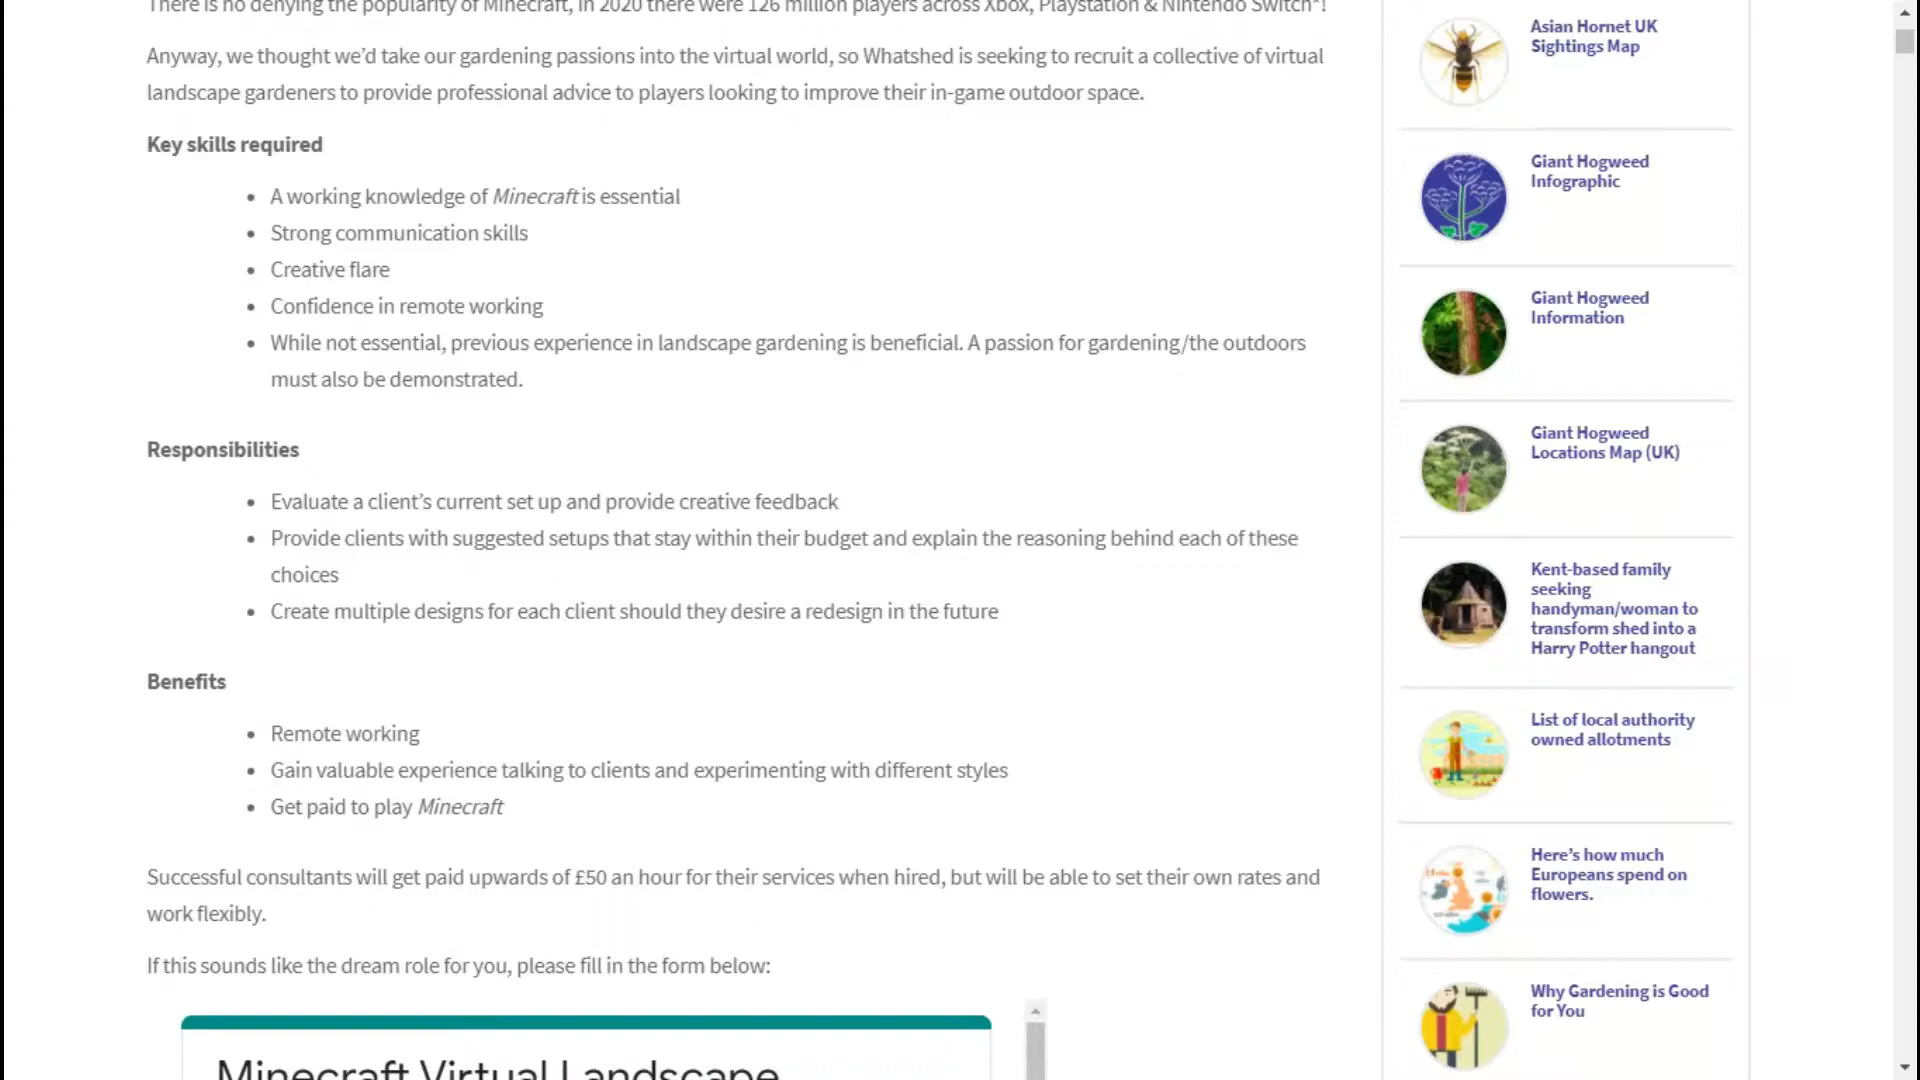 There is no denying the popularity of Minecraft, in 2020 there were 126 million players across Xbox, Playstation & Nintendo Switch*!
Anyway, we thought we’d take our gardening passions into the virtual world, so Whatshed is seeking to recruit a collective of virtual
landscape gardeners to provide professional advice to players looking to improve their in-game outdoor space.
Key skills required
• A working knowledge of Minecraft is essential
• Strong communication skills
• Creative flare
• Confidence in remote working
• While not essential, previous experience in landscape gardening is beneficial. A passion for gardening/the outdoors
must also be demonstrated.
Responsibilities
• Evaluate a client’s current set up and provide creative feedback
• Provide clients with suggested setups that stay within their budget and explain the reasoning behind each of these
choices
• Create multiple designs for each client should they desire a redesign in the future
Benefits
• Remote working
• Gain valuable experience talking to clients and experimenting with different styles
• Get paid to play Minecraft
Successful consultants will get paid upwards of £50 an hour for their services when hired, but will be able to set their own rates and
work flexibly.
If this sounds like the dream role for you, please fill in the form below:
Minecraft Virtual Landscape
Asian Hornet UK
Sightings Map
Giant Hogweed
Infographic
Giant Hogweed
Information
Giant Hogweed
Locations Map (UK)
Kent-based family
seeking
handyman/woman to
transform shed into a
Harry Potter hangout
List of local authority
owned allotments
Here’s how much
Europeans spend on
flowers.
Why Gardening is Good
for You